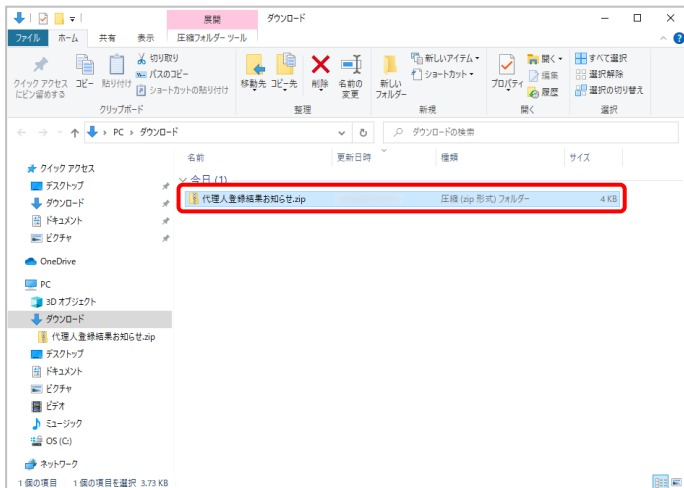 展開 ダウンロード
ファイル ホーム 共有 表示 圧縮フォルダー ツール
クイック アクセスにピン留めする
コピー
貼り付け
切り取り
パスのコピー
ショートカットの貼り付け
クリップボード
移動先
コピー先
削除
名前の変更
整理
新しいフォルダー
新しいアイテム
ショートカット
新規
プロパティ
開く
編集
履歴
開く
すべて選択
選択解除
選択の切り替え
選択
PC > ダウンロード
ダウンロードの検索
名前 更新日時 種類 サイズ
今日 (1)
代理人登録結果お知らせ.zip 圧縮 (zip 形式) フォルダー 4 KB
クイック アクセス
デスクトップ
ダウンロード
ドキュメント
ピクチャ
OneDrive
PC
3D オブジェクト
ダウンロード
代理人登録結果お知らせ.zip
デスクトップ
ドキュメント
ピクチャ
ビデオ
ミュージック
OS (C:)
ネットワーク
1 個の項目 1 個の項目を選択 3.73 KB